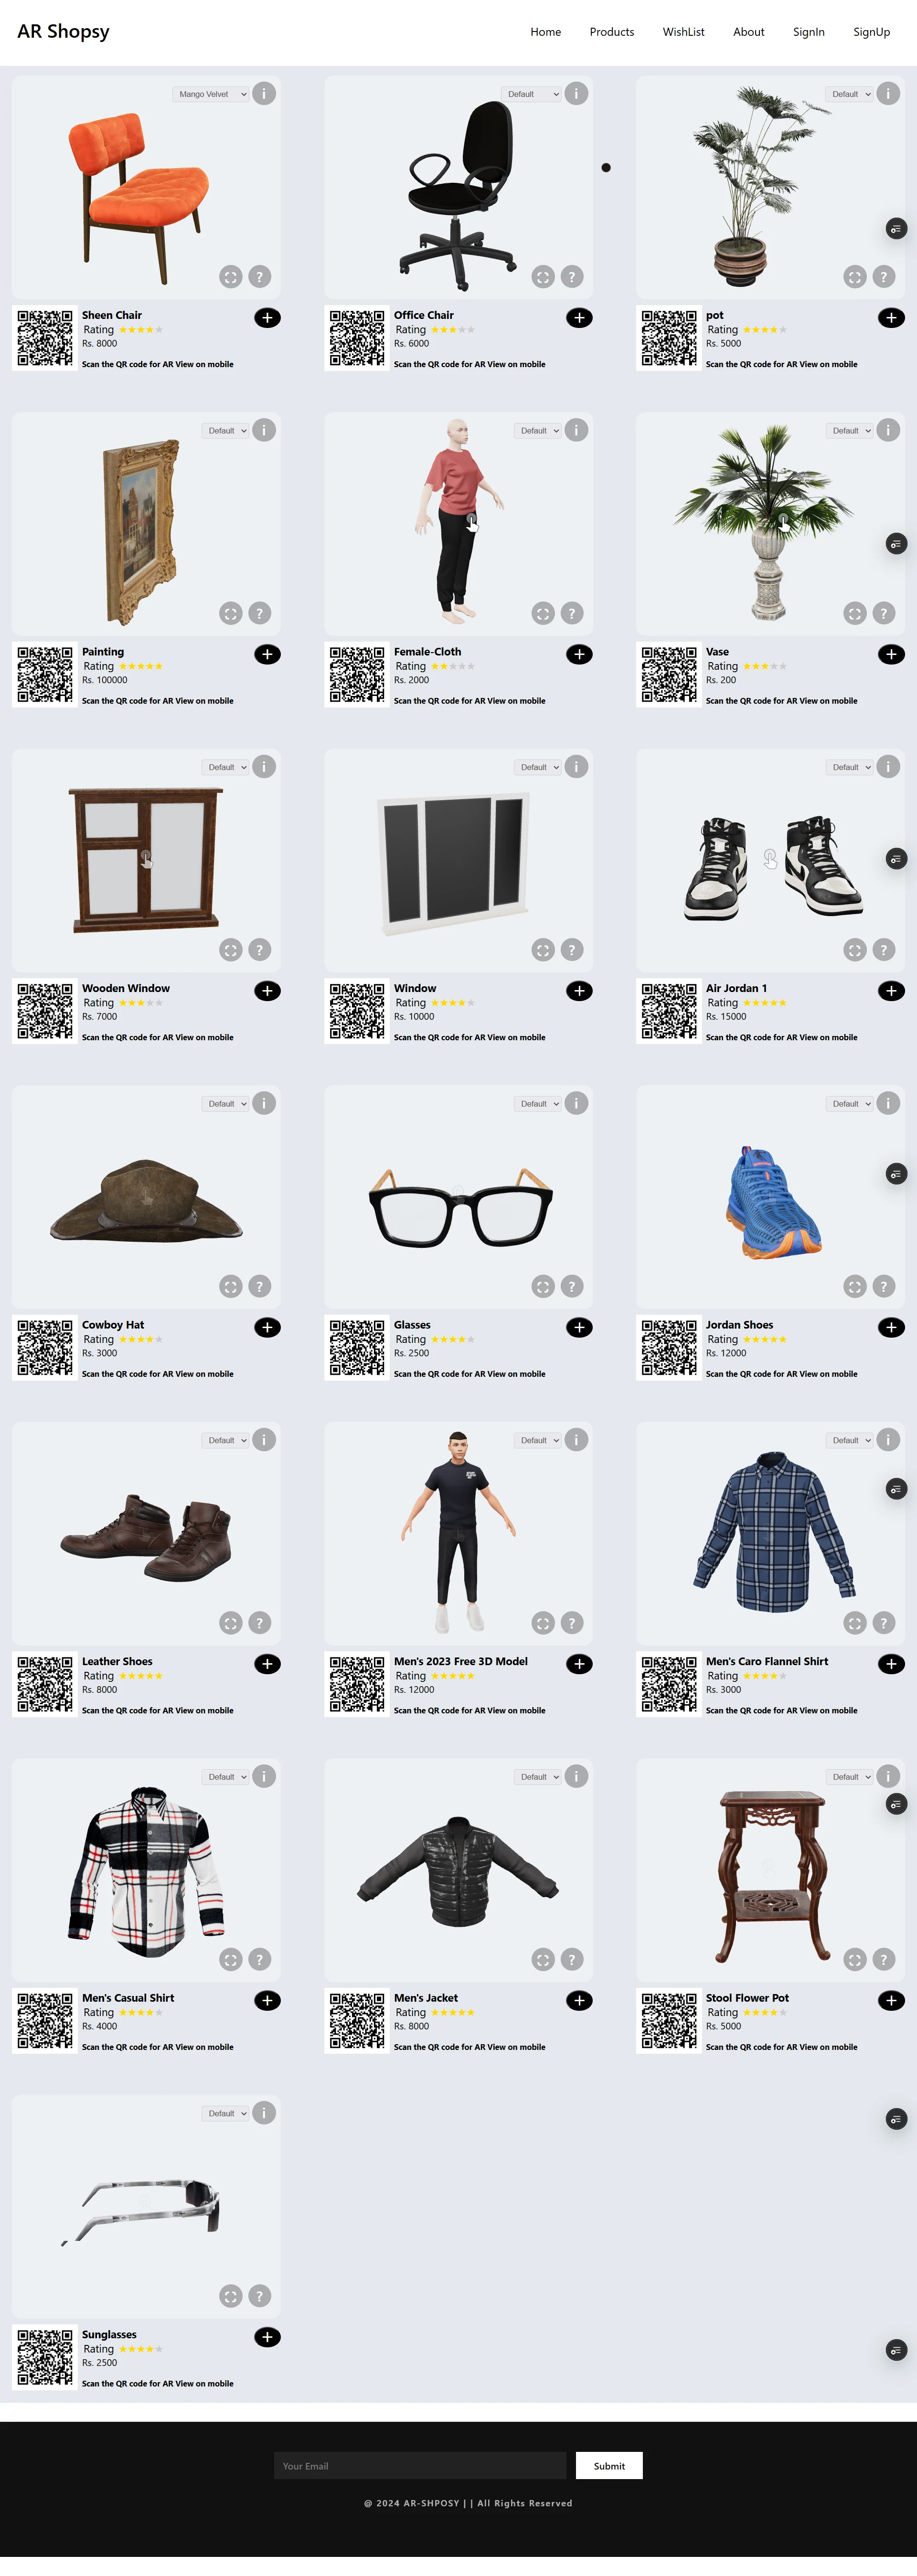 AR Shopsy
Home Products WishList About SignIn SignUp
Mango Velvet i
Default i
Default i
?
?
?
Sheen Chair
Rating
Rs. 8000
Scan the QR code for AR View on mobile
Office Chair
Rating
Rs. 6000
Scan the QR code for AR View on mobile
pot
Rating
Rs. 5000
Scan the QR code for AR View on mobile
Default i
Default i
Default i
?
?
?
Painting
Rating
Rs. 100000
Scan the QR code for AR View on mobile
Female-Cloth
Rating
Rs. 2000
Scan the QR code for AR View on mobile
Vase
Rating
Rs. 200
Scan the QR code for AR View on mobile
Default i
Default i
Default i
?
?
?
Wooden Window
Rating
Rs. 7000
Scan the QR code for AR View on mobile
Window
Rating
Rs. 10000
Scan the QR code for AR View on mobile
Air Jordan 1
Rating
Rs. 15000
Scan the QR code for AR View on mobile
Default i
Default i
Default i
?
?
?
Cowboy Hat
Rating
Rs. 3000
Scan the QR code for AR View on mobile
Glasses
Rating
Rs. 2500
Scan the QR code for AR View on mobile
Jordan Shoes
Rating
Rs. 12000
Scan the QR code for AR View on mobile
Default i
Default i
Default i
?
?
?
Leather Shoes
Rating
Rs. 8000
Scan the QR code for AR View on mobile
Men's 2023 Free 3D Model
Rating
Rs. 12000
Scan the QR code for AR View on mobile
Men's Caro Flannel Shirt
Rating
Rs. 3000
Scan the QR code for AR View on mobile
Default i
Default i
Default i
?
?
?
Men's Casual Shirt
Rating
Rs. 4000
Scan the QR code for AR View on mobile
Men's Jacket
Rating
Rs. 8000
Scan the QR code for AR View on mobile
Stool Flower Pot
Rating
Rs. 5000
Scan the QR code for AR View on mobile
Default i
?
Sunglasses
Rating
Rs. 2500
Scan the QR code for AR View on mobile
Your Email
Submit
@ 2024 AR-SHPOSY | | All Rights Reserved